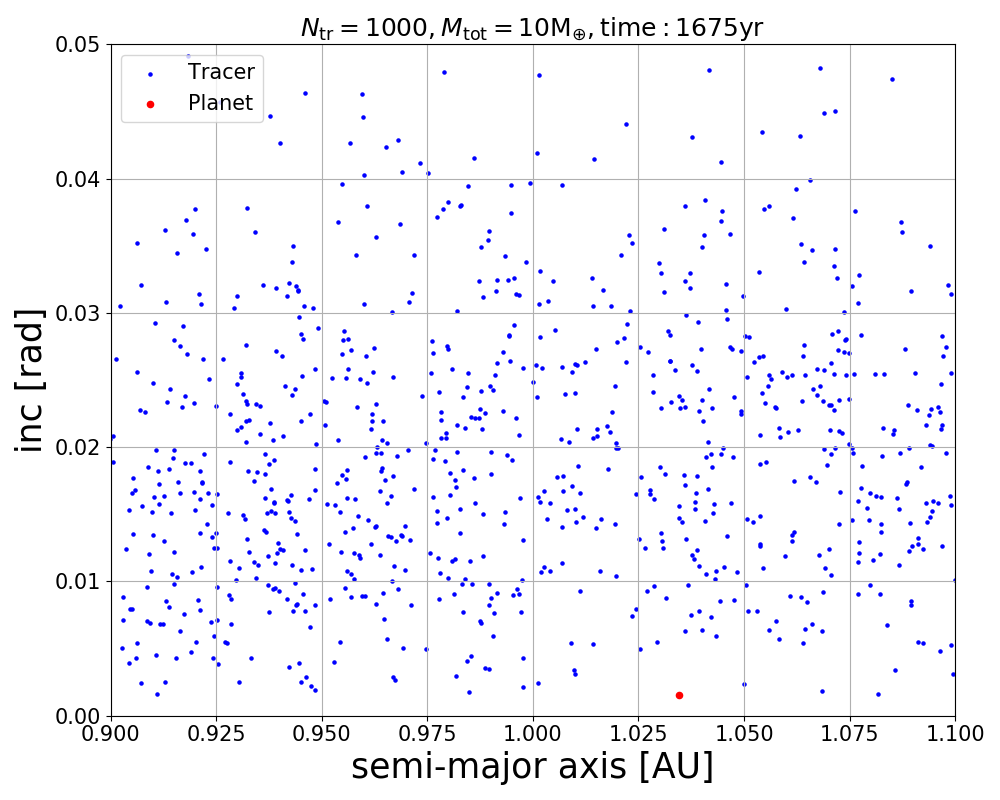 N_tr = 1000, M_tot = 10M_⊕, time : 1675yr
0.05
0.04
0.03
0.02
0.01
0.00
inc [rad]
Tracer
Planet
0.900 0.925 0.950 0.975 1.000 1.025 1.050 1.075 1.100
semi-major axis [AU]